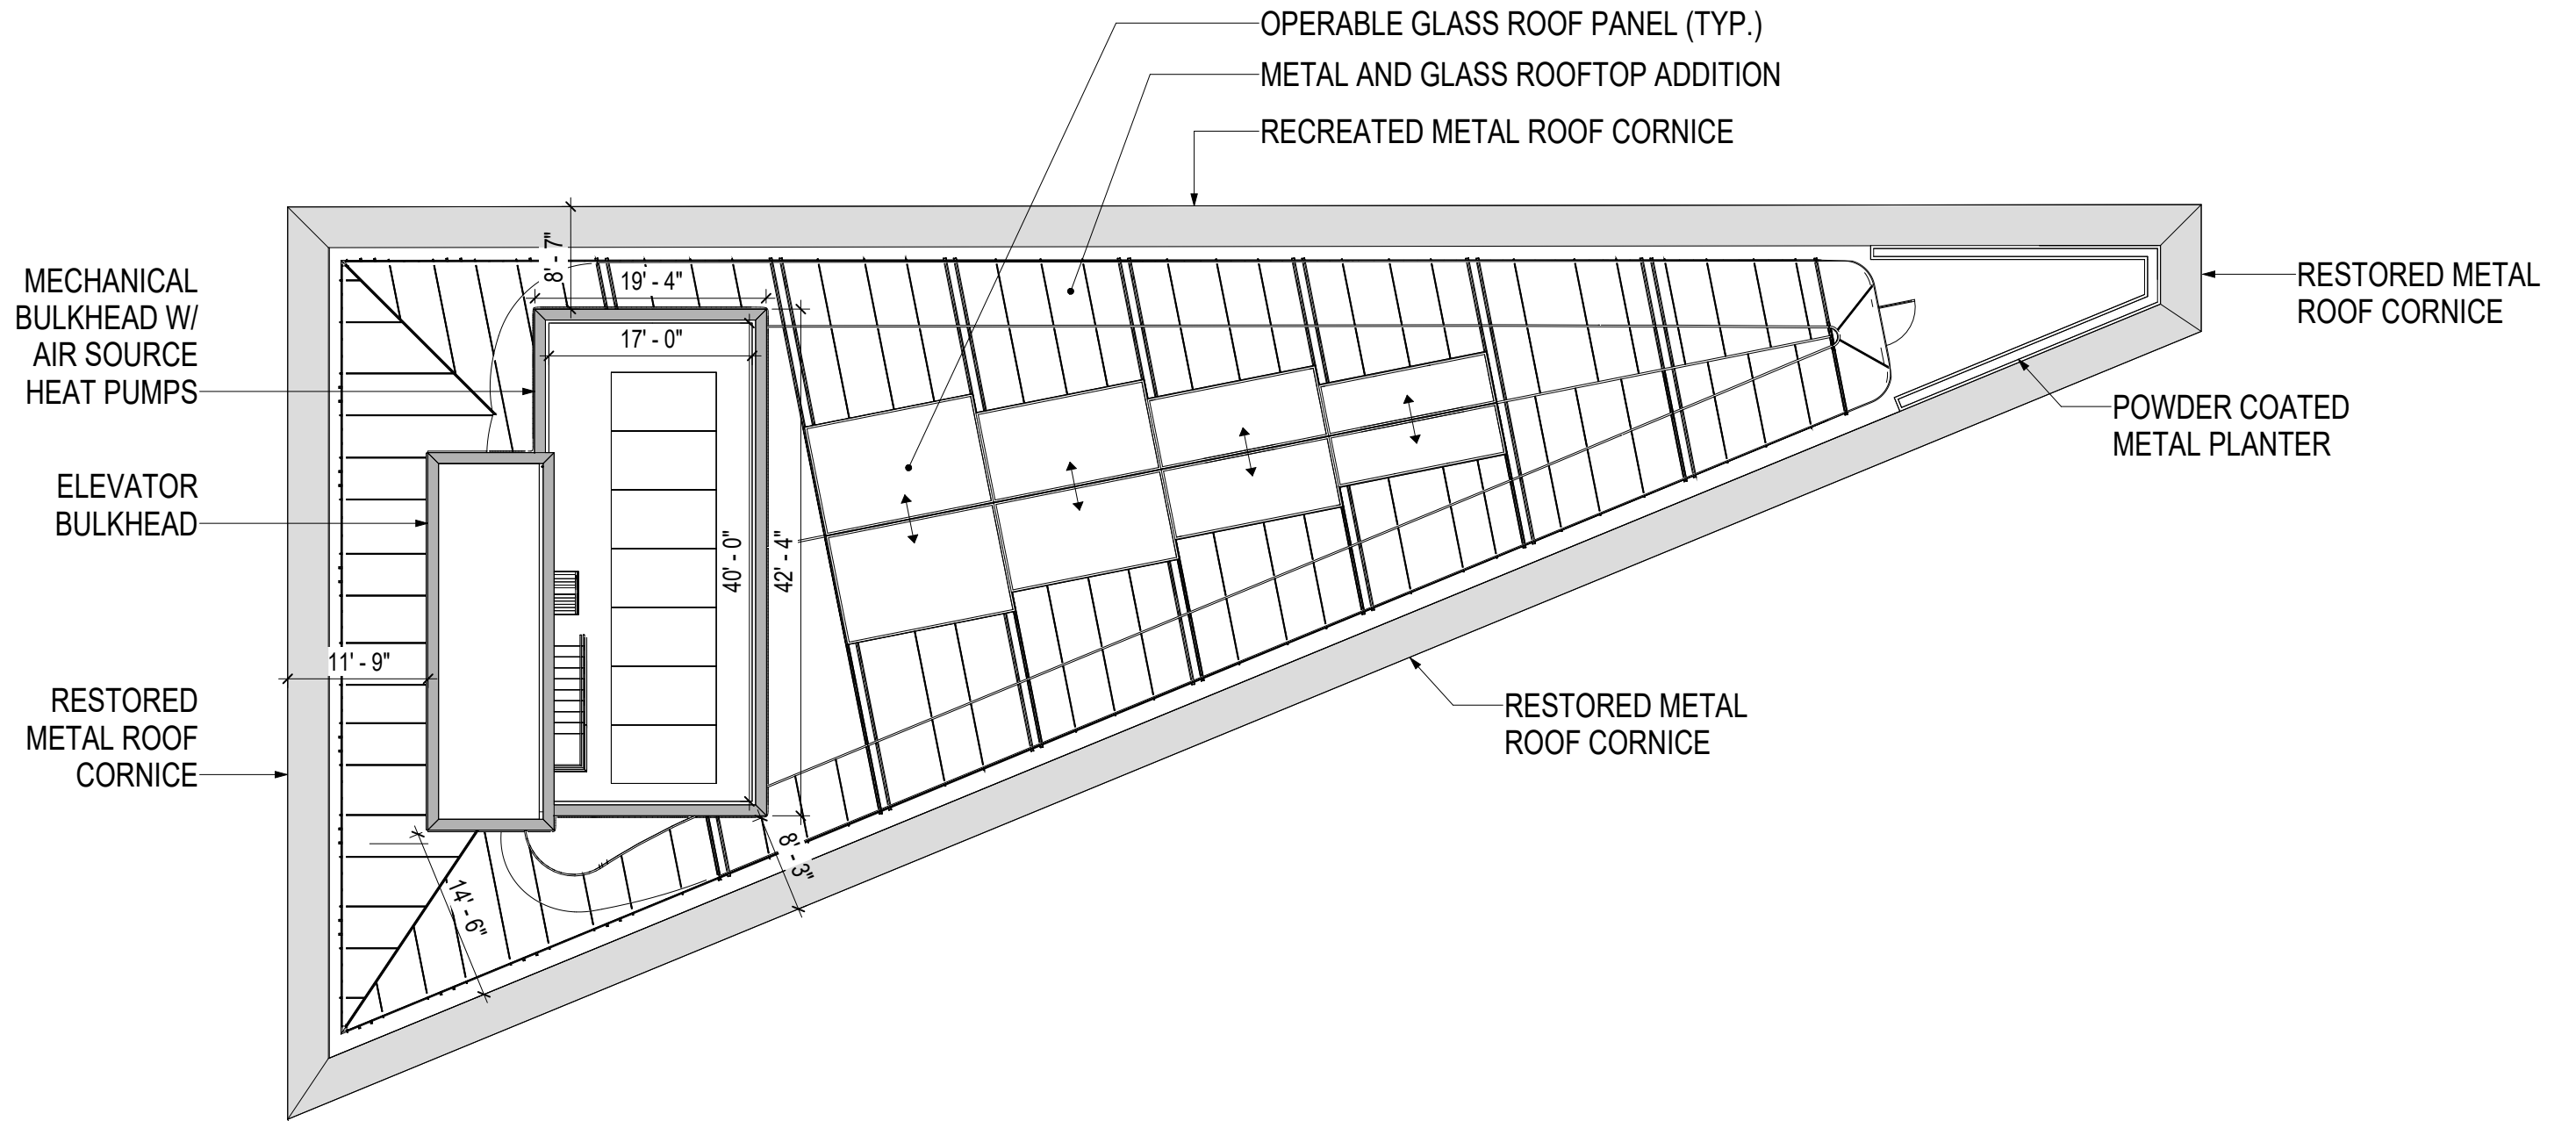 OPERABLE GLASS ROOF PANEL (TYP.)
METAL AND GLASS ROOFTOP ADDITION
RECREATED METAL ROOF CORNICE
MECHANICAL
BULKHEAD W/
AIR SOURCE
HEAT PUMPS
8' - 7"
19' - 4"
17' - 0"
RESTORED METAL
ROOF CORNICE
POWDER COATED
METAL PLANTER
ELEVATOR
BULKHEAD
40' - 0"
42' - 4"
11' - 9"
RESTORED
METAL ROOF
CORNICE
RESTORED METAL
ROOF CORNICE
8' - 3"
14' - 6"